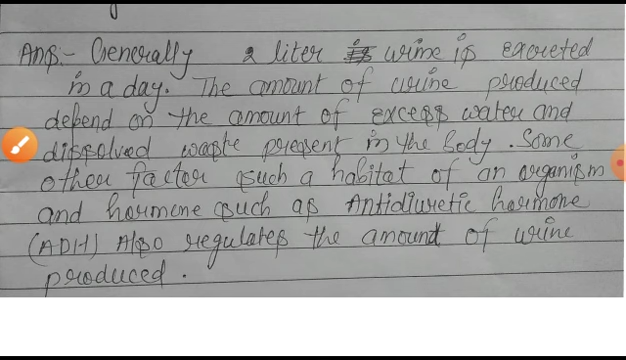 Ans:- Generally 2 liter is urine is excreted
in a day. The amount of urine produced
depend on the amount of excess water and
dissolved waste present in the body. Some
other factor such a habitat of an organism
and hormone such as Antidiuretic hormone
(ADH) Also regulates the amount of urine
produced.